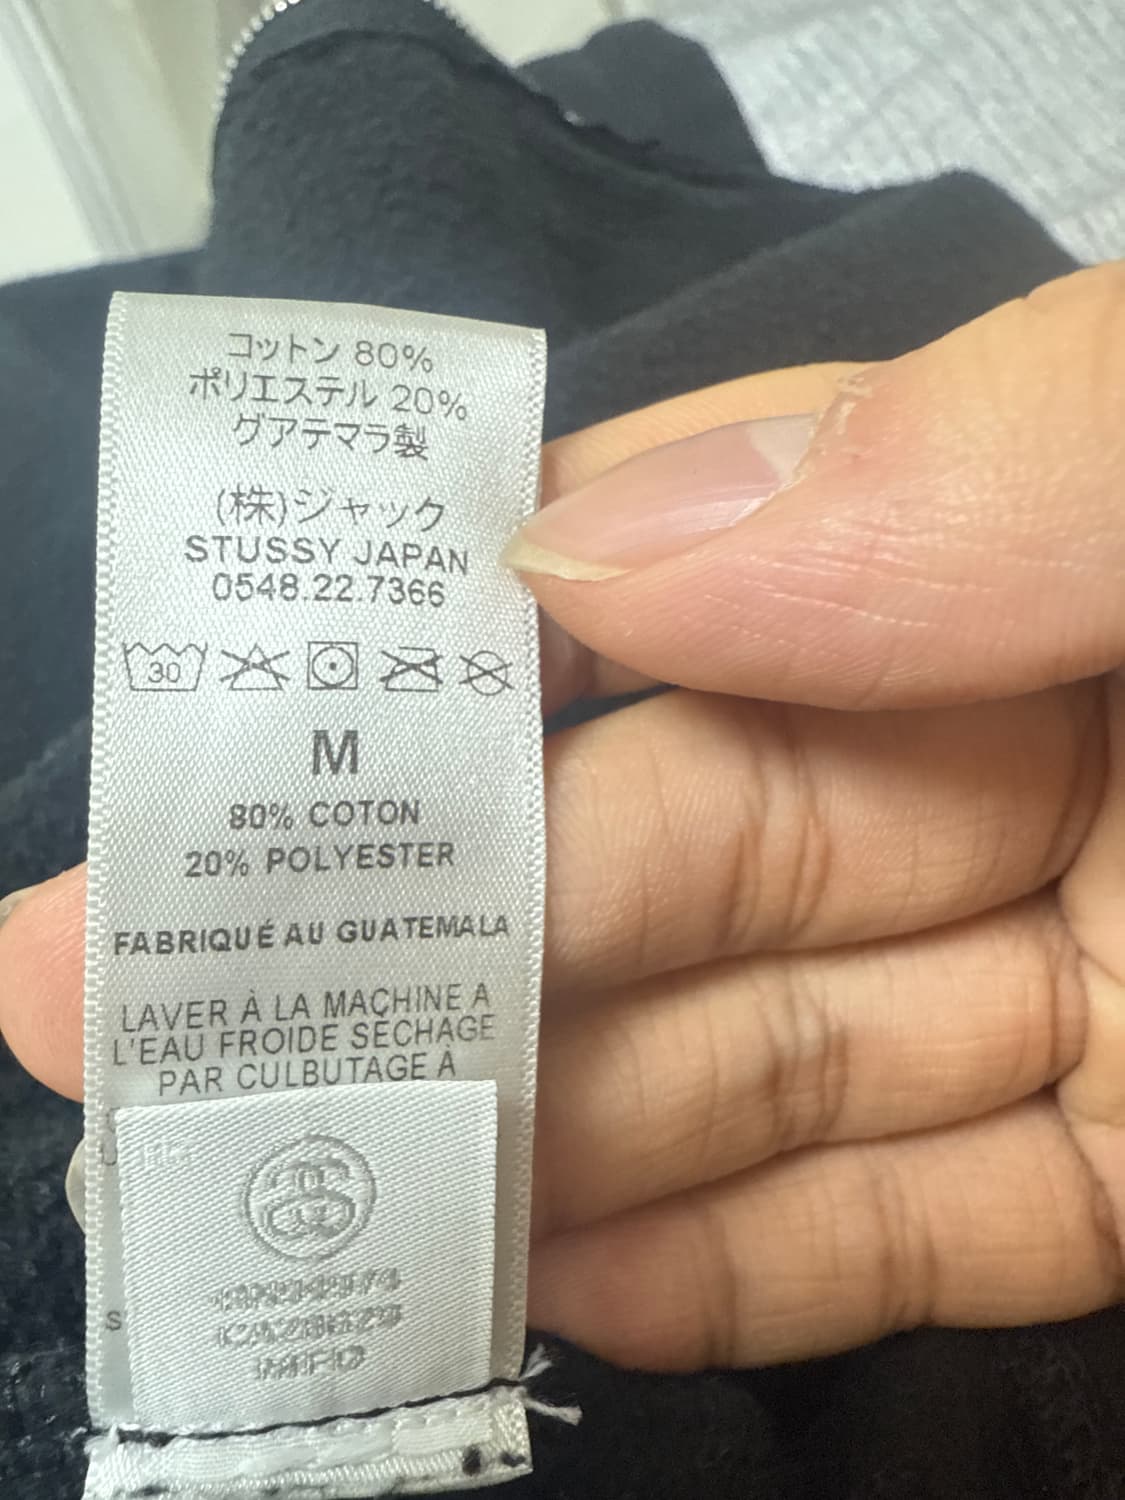 コットン 80%
ポリエステル 20%
グアテマラ製
(株)ジャック
STUSSY JAPAN
0548.22.7366
30
M
80% COTON
20% POLYESTER
FABRIQUÉ AU GUATEMALA
LAVER À LA MACHINE A
L'EAU FROIDE SÉCHAGE
PAR CULBUTAGE À